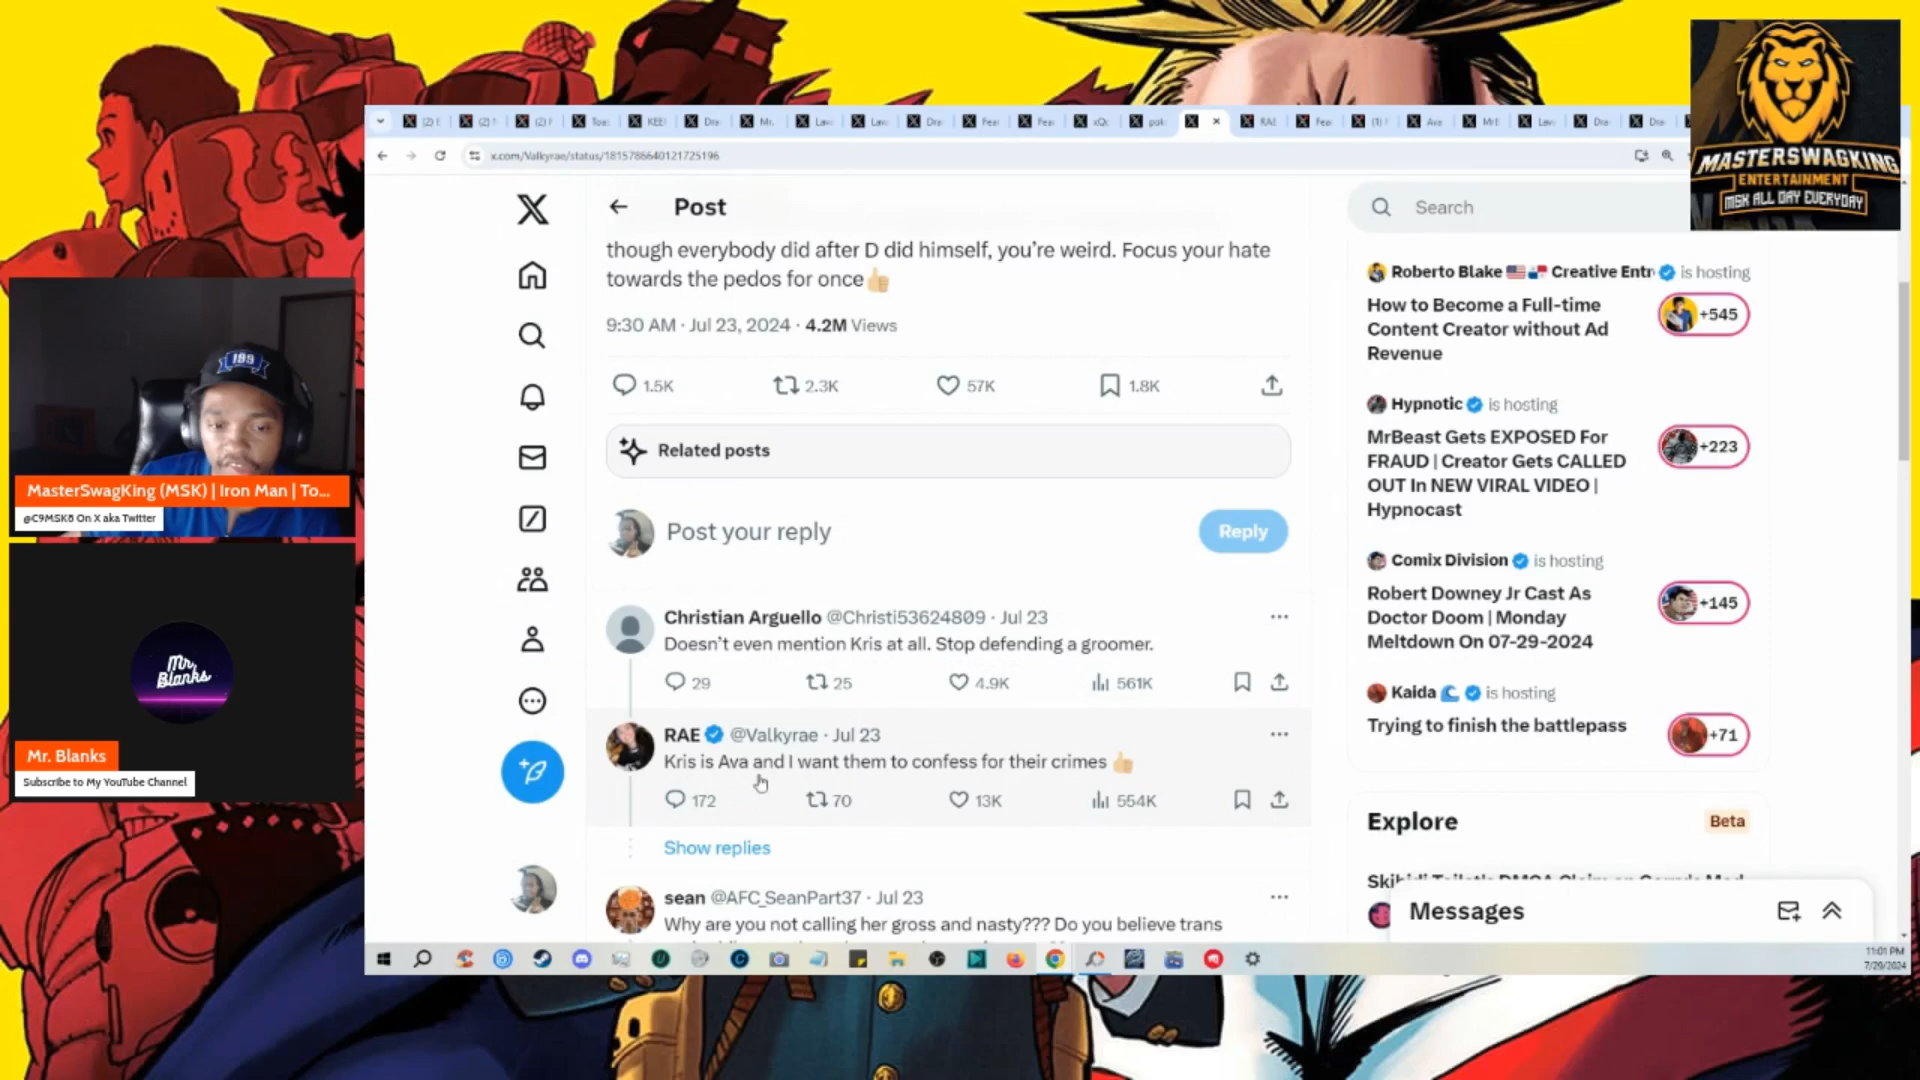 MASTERSWAGKING
ENTERTAINMENT
MSK ALL DAY EVERYDAY
x.com/Valkyrae/status/1815786640121725196
Post
Search
though everybody did after D did himself, you're weird. Focus your hate
towards the pedos for once👍
9:30 AM · Jul 23, 2024 · 4.2M Views
1.5K 2.3K 57K 1.8K
Related posts
Post your reply
Reply
Christian Arguello @Christi53624809 · Jul 23
Doesn't even mention Kris at all. Stop defending a groomer.
29 25 4.9K 561K
RAE @Valkyrae · Jul 23
Kris is Ava and I want them to confess for their crimes 👍
172 70 13K 554K
Show replies
sean @AFC_SeanPart37 · Jul 23
Why are you not calling her gross and nasty??? Do you believe trans
Roberto Blake 🇺🇸🇵🇦 Creative Entr is hosting
How to Become a Full-time
Content Creator without Ad
Revenue
+545
Hypnotic is hosting
MrBeast Gets EXPOSED For
FRAUD | Creator Gets CALLED
OUT In NEW VIRAL VIDEO |
Hypnocast
+223
Comix Division is hosting
Robert Downey Jr Cast As
Doctor Doom | Monday
Meltdown On 07-29-2024
+145
Kaida 🌊 is hosting
Trying to finish the battlepass
+71
Explore
Beta
Messages
11:01 PM
7/29/2024
199
MasterSwagKing (MSK) | Iron Man | To...
@C9MSK8 On X aka Twitter
Mr. Blanks
Mr. Blanks
Subscribe to My YouTube Channel